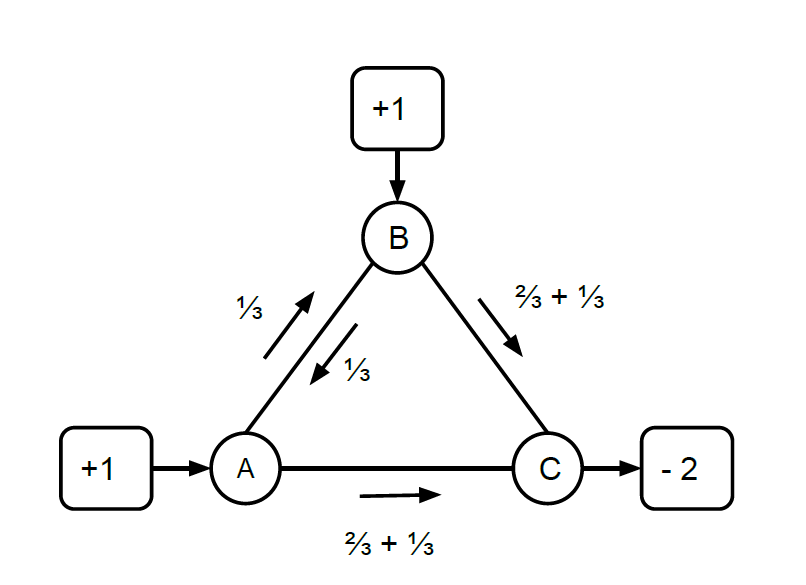 +1
B
⅓
⅔ + ⅓
⅓
+1
A
C
- 2
⅔ + ⅓